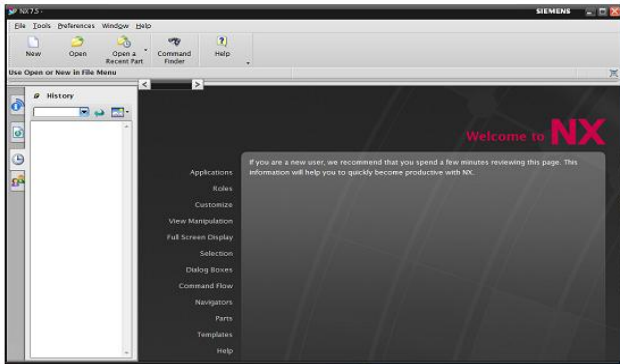 NX 7.5 - SIEMENS
File Tools Preferences Window Help
New Open Open a Recent Part Command Finder Help
Use Open or New in File Menu
History
Welcome to NX
If you are a new user, we recommend that you spend a few minutes reviewing this page. This
information will help you to quickly become productive with NX.
Applications
Roles
Customize
View Manipulation
Full Screen Display
Selection
Dialog Boxes
Command Flow
Navigators
Parts
Templates
Help